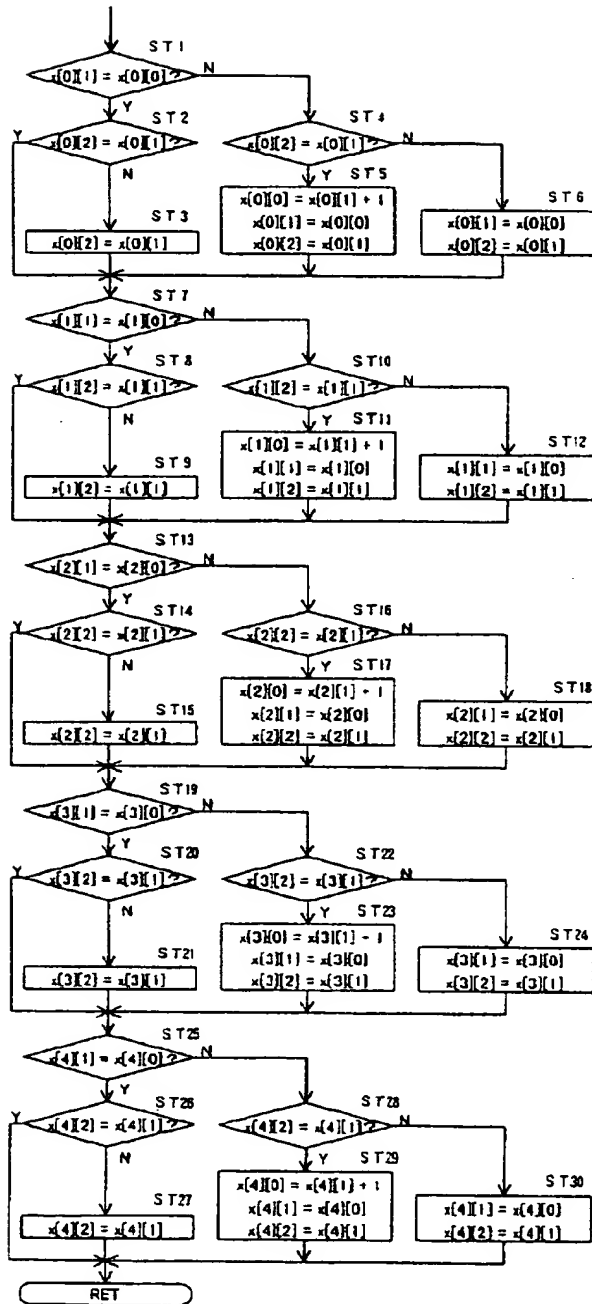 ST1
x[0][1] = x[0][0]?
N
Y
ST2
Y
x[0][2] = x[0][1]?
N
ST4
x[0][2] = x[0][1]?
N
Y
ST3
x[0][2] = x[0][1]
ST5
x[0][0] = x[0][1] + 1
x[0][1] = x[0][0]
x[0][2] = x[0][1]
ST6
x[0][1] = x[0][0]
x[0][2] = x[0][1]
ST7
x[1][1] = x[1][0]?
N
Y
ST8
Y
x[1][2] = x[1][1]?
N
ST10
x[1][2] = x[1][1]?
N
Y
ST9
x[1][2] = x[1][1]
ST11
x[1][0] = x[1][1] + 1
x[1][1] = x[1][0]
x[1][2] = x[1][1]
ST12
x[1][1] = x[1][0]
x[1][2] = x[1][1]
ST13
x[2][1] = x[2][0]?
N
Y
ST14
Y
x[2][2] = x[2][1]?
N
ST16
x[2][2] = x[2][1]?
N
Y
ST15
x[2][2] = x[2][1]
ST17
x[2][0] = x[2][1] + 1
x[2][1] = x[2][0]
x[2][2] = x[2][1]
ST18
x[2][1] = x[2][0]
x[2][2] = x[2][1]
ST19
x[3][1] = x[3][0]?
N
Y
ST20
Y
x[3][2] = x[3][1]?
N
ST22
x[3][2] = x[3][1]?
N
Y
ST21
x[3][2] = x[3][1]
ST23
x[3][0] = x[3][1] + 1
x[3][1] = x[3][0]
x[3][2] = x[3][1]
ST24
x[3][1] = x[3][0]
x[3][2] = x[3][1]
ST25
x[4][1] = x[4][0]?
N
Y
ST26
Y
x[4][2] = x[4][1]?
N
ST28
x[4][2] = x[4][1]?
N
Y
ST27
x[4][2] = x[4][1]
ST29
x[4][0] = x[4][1] + 1
x[4][1] = x[4][0]
x[4][2] = x[4][1]
ST30
x[4][1] = x[4][0]
x[4][2] = x[4][1]
RET